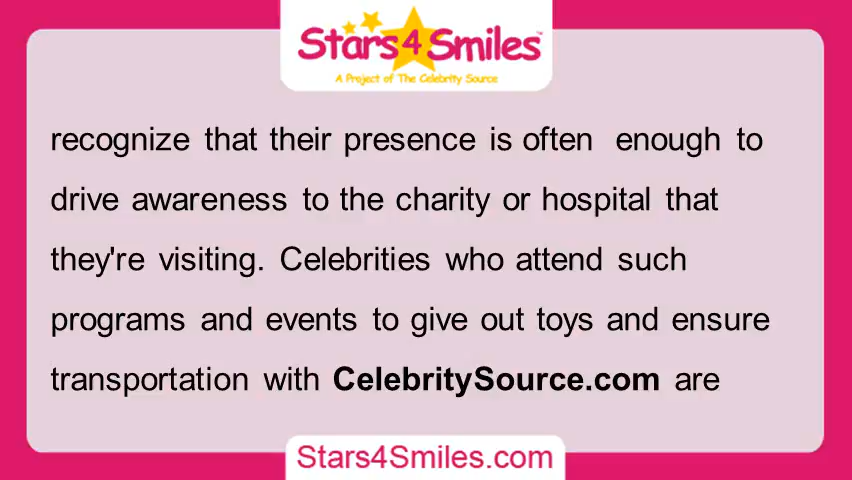 Stars4Smiles™
A Project of The Celebrity Source
recognize that their presence is often enough to
drive awareness to the charity or hospital that
they're visiting. Celebrities who attend such
programs and events to give out toys and ensure
transportation with CelebritySource.com are
Stars4Smiles.com